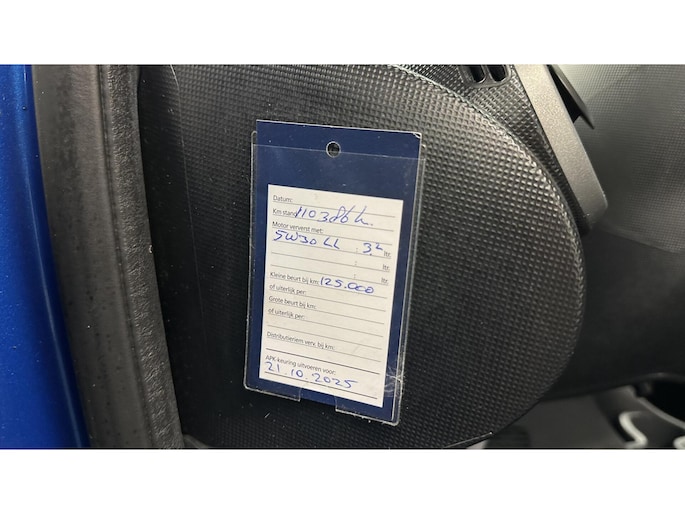 Datum:
Km stand: 110386
Motor ververst met:
5W30 LL : 3.2 ltr.
: ltr.
: ltr.
Kleine beurt bij km: 125.000
of uiterlijk per:
Grote beurt bij km:
of uiterlijk per:
Distributieriem verv. bij km:
APK-keuring uitvoeren voor:
21.10.2025